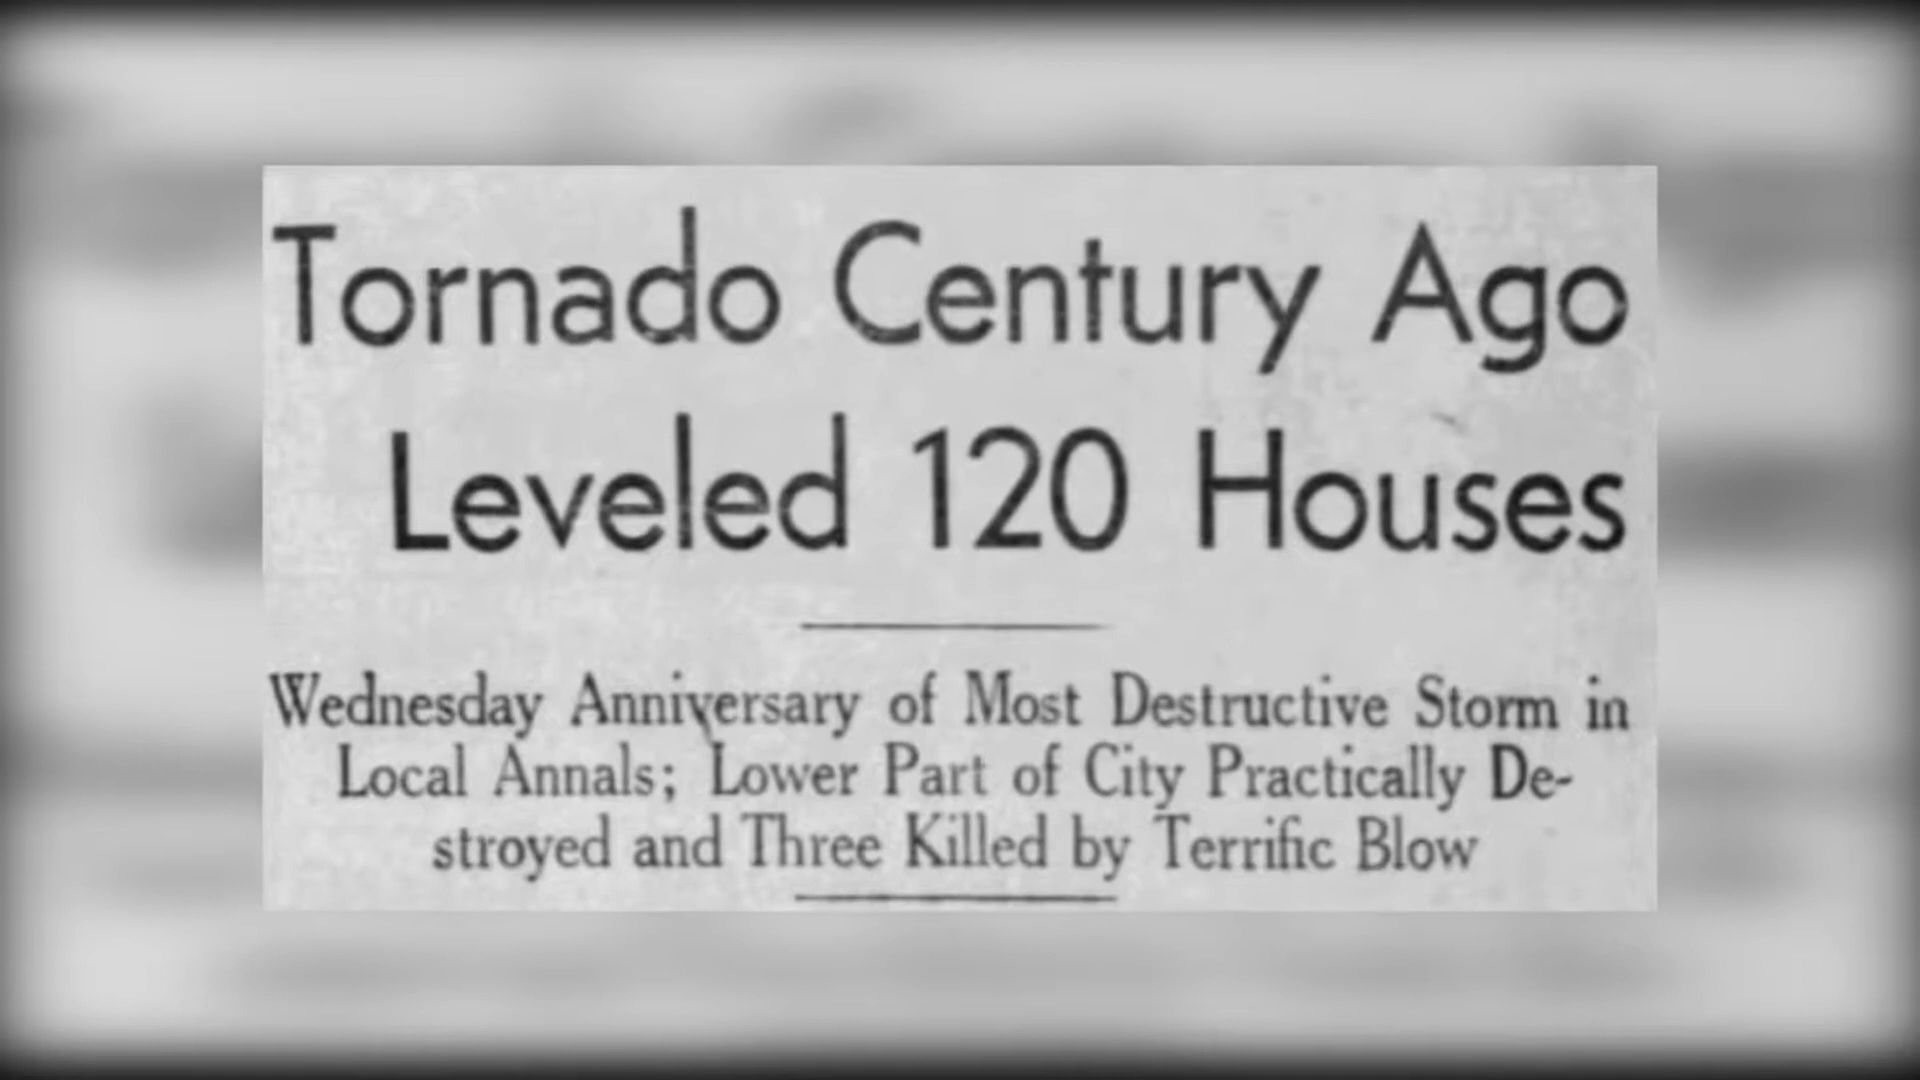 Tornado Century Ago
Leveled 120 Houses
Wednesday Anniversary of Most Destructive Storm in
Local Annals; Lower Part of City Practically De-
stroyed and Three Killed by Terrific Blow